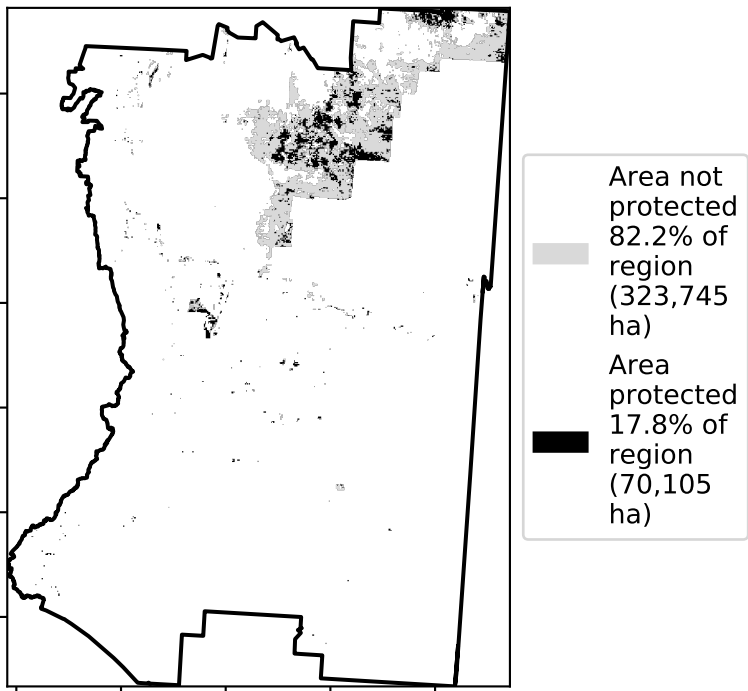 Area not
protected
82.2% of
region
(323,745
ha)
Area
protected
17.8% of
region
(70,105
ha)